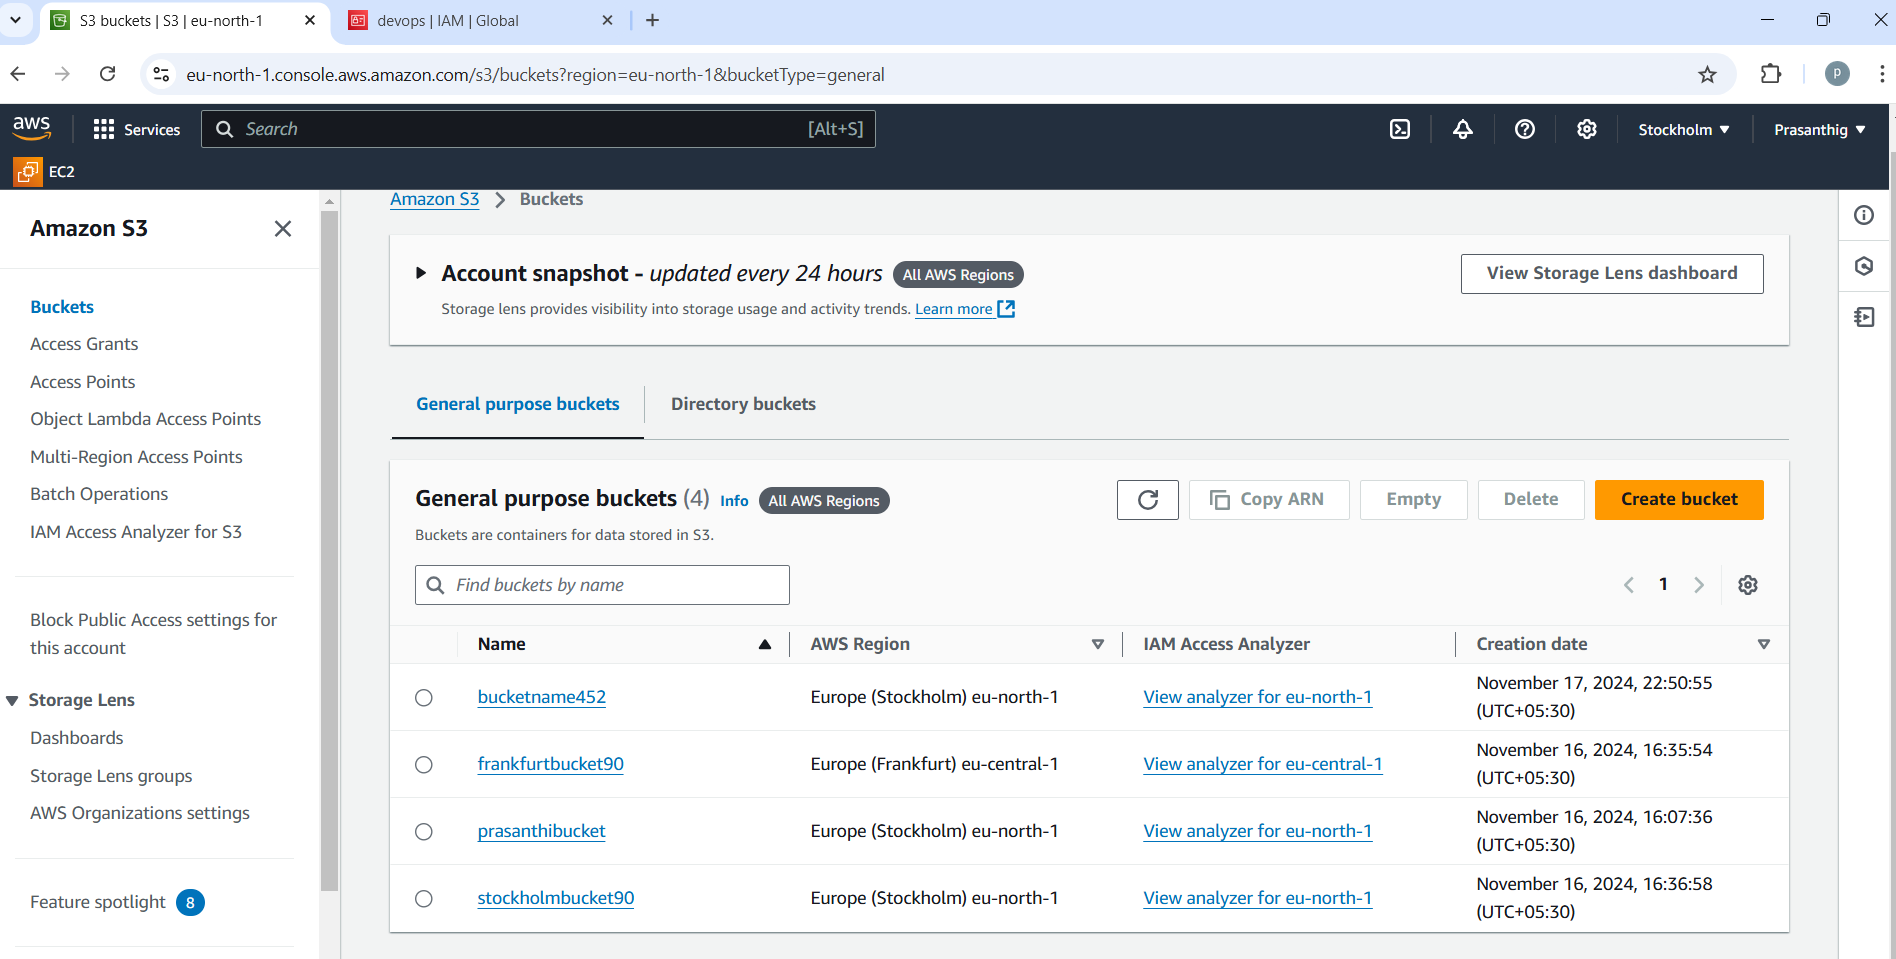 S3 buckets | S3 | eu-north-1
devops | IAM | Global
eu-north-1.console.aws.amazon.com/s3/buckets?region=eu-north-1&bucketType=general
P
aws
Services
Search
[Alt+S]
Stockholm
Prasanthig
EC2
Amazon S3
Buckets
Access Grants
Access Points
Object Lambda Access Points
Multi-Region Access Points
Batch Operations
IAM Access Analyzer for S3
Block Public Access settings for
this account
Storage Lens
Dashboards
Storage Lens groups
AWS Organizations settings
Feature spotlight 8
Amazon S3 > Buckets
Account snapshot - updated every 24 hours All AWS Regions
Storage lens provides visibility into storage usage and activity trends. Learn more
View Storage Lens dashboard
General purpose buckets
Directory buckets
General purpose buckets (4) Info All AWS Regions
Buckets are containers for data stored in S3.
Copy ARN
Empty
Delete
Create bucket
Find buckets by name
1
Name AWS Region IAM Access Analyzer Creation date
bucketname452 Europe (Stockholm) eu-north-1 View analyzer for eu-north-1 November 17, 2024, 22:50:55
(UTC+05:30)
frankfurtbucket90 Europe (Frankfurt) eu-central-1 View analyzer for eu-central-1 November 16, 2024, 16:35:54
(UTC+05:30)
prasanthibucket Europe (Stockholm) eu-north-1 View analyzer for eu-north-1 November 16, 2024, 16:07:36
(UTC+05:30)
stockholmbucket90 Europe (Stockholm) eu-north-1 View analyzer for eu-north-1 November 16, 2024, 16:36:58
(UTC+05:30)